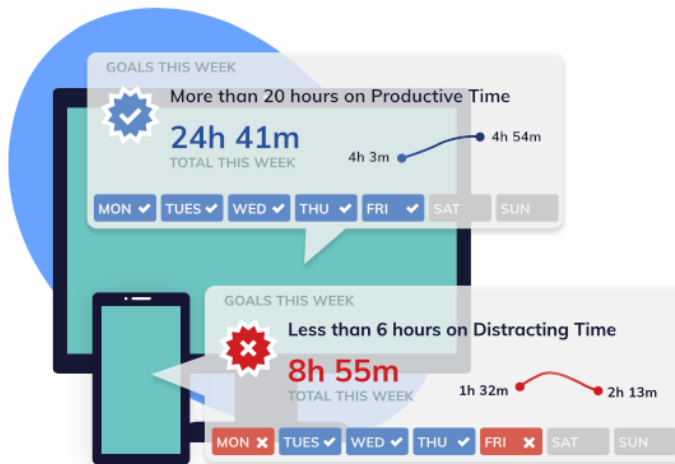 GOALS THIS WEEK
More than 20 hours on Productive Time
24h 41m
TOTAL THIS WEEK
4h 3m
4h 54m
MON TUES WED THU FRI SAT SUN
GOALS THIS WEEK
Less than 6 hours on Distracting Time
8h 55m
TOTAL THIS WEEK
1h 32m
2h 13m
MON TUES WED THU FRI SAT SUN